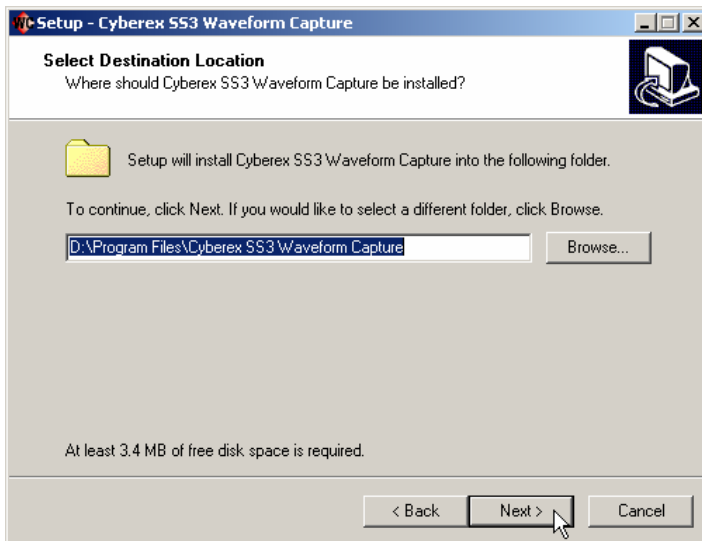 Setup - Cyberex SS3 Waveform Capture
Select Destination Location
Where should Cyberex SS3 Waveform Capture be installed?
Setup will install Cyberex SS3 Waveform Capture into the following folder.
To continue, click Next. If you would like to select a different folder, click Browse.
D:\Program Files\Cyberex SS3 Waveform Capture
Browse...
At least 3.4 MB of free disk space is required.
< Back
Next >
Cancel